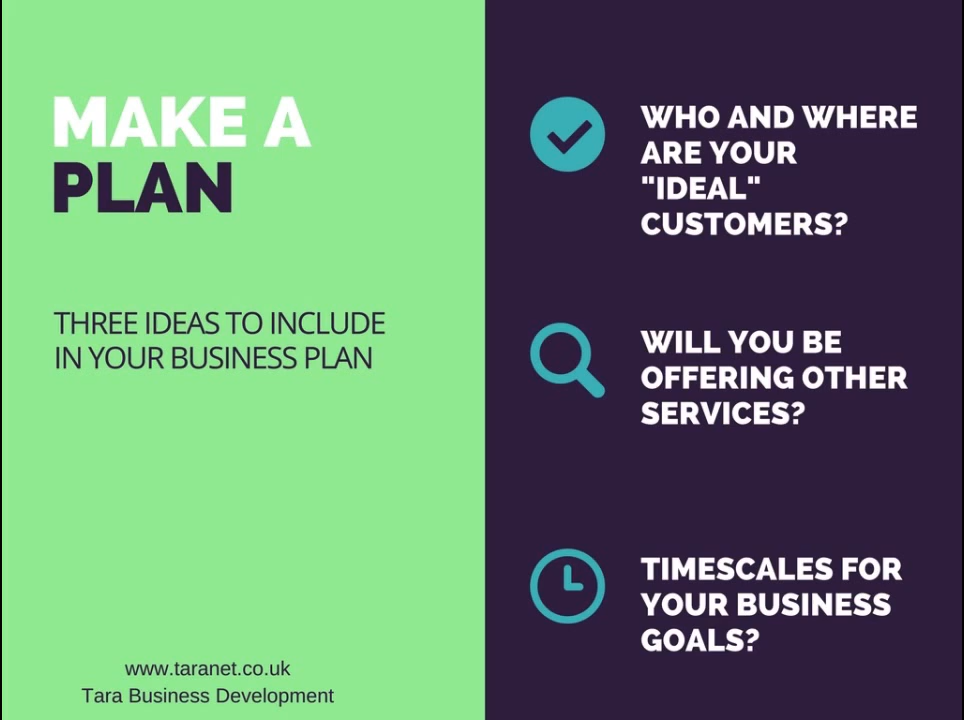 MAKE A
PLAN
THREE IDEAS TO INCLUDE
IN YOUR BUSINESS PLAN
www.taranet.co.uk
Tara Business Development
WHO AND WHERE
ARE YOUR
"IDEAL"
CUSTOMERS?
WILL YOU BE
OFFERING OTHER
SERVICES?
TIMESCALES FOR
YOUR BUSINESS
GOALS?